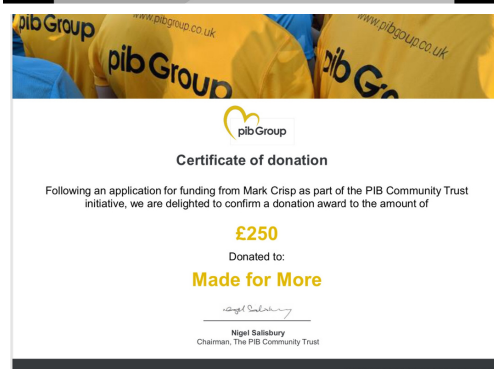 pib Group
www.pibgroup.co.uk
www.pibgroup.co.uk
pib Group
pib G
pib Group
Certificate of donation
Following an application for funding from Mark Crisp as part of the PIB Community Trust
initiative, we are delighted to confirm a donation award to the amount of
£250
Donated to:
Made for More
Nigel Salisbury
Nigel Salisbury
Chairman, The PIB Community Trust